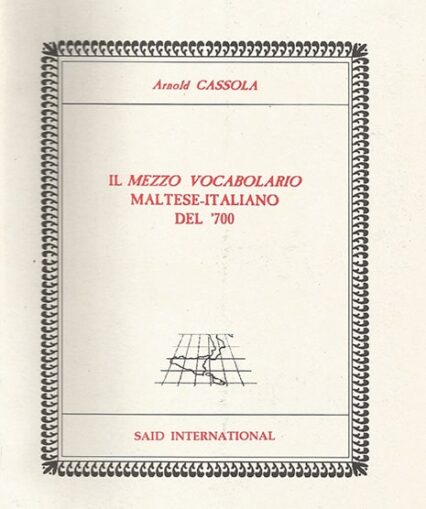 Arnold CASSOLA
IL MEZZO VOCABOLARIO
MALTESE-ITALIANO
DEL '700
SAID INTERNATIONAL